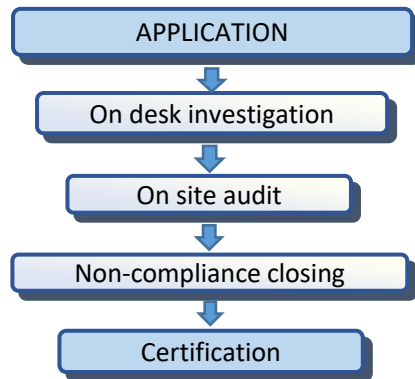 APPLICATION
On desk investigation
On site audit
Non-compliance closing
Certification